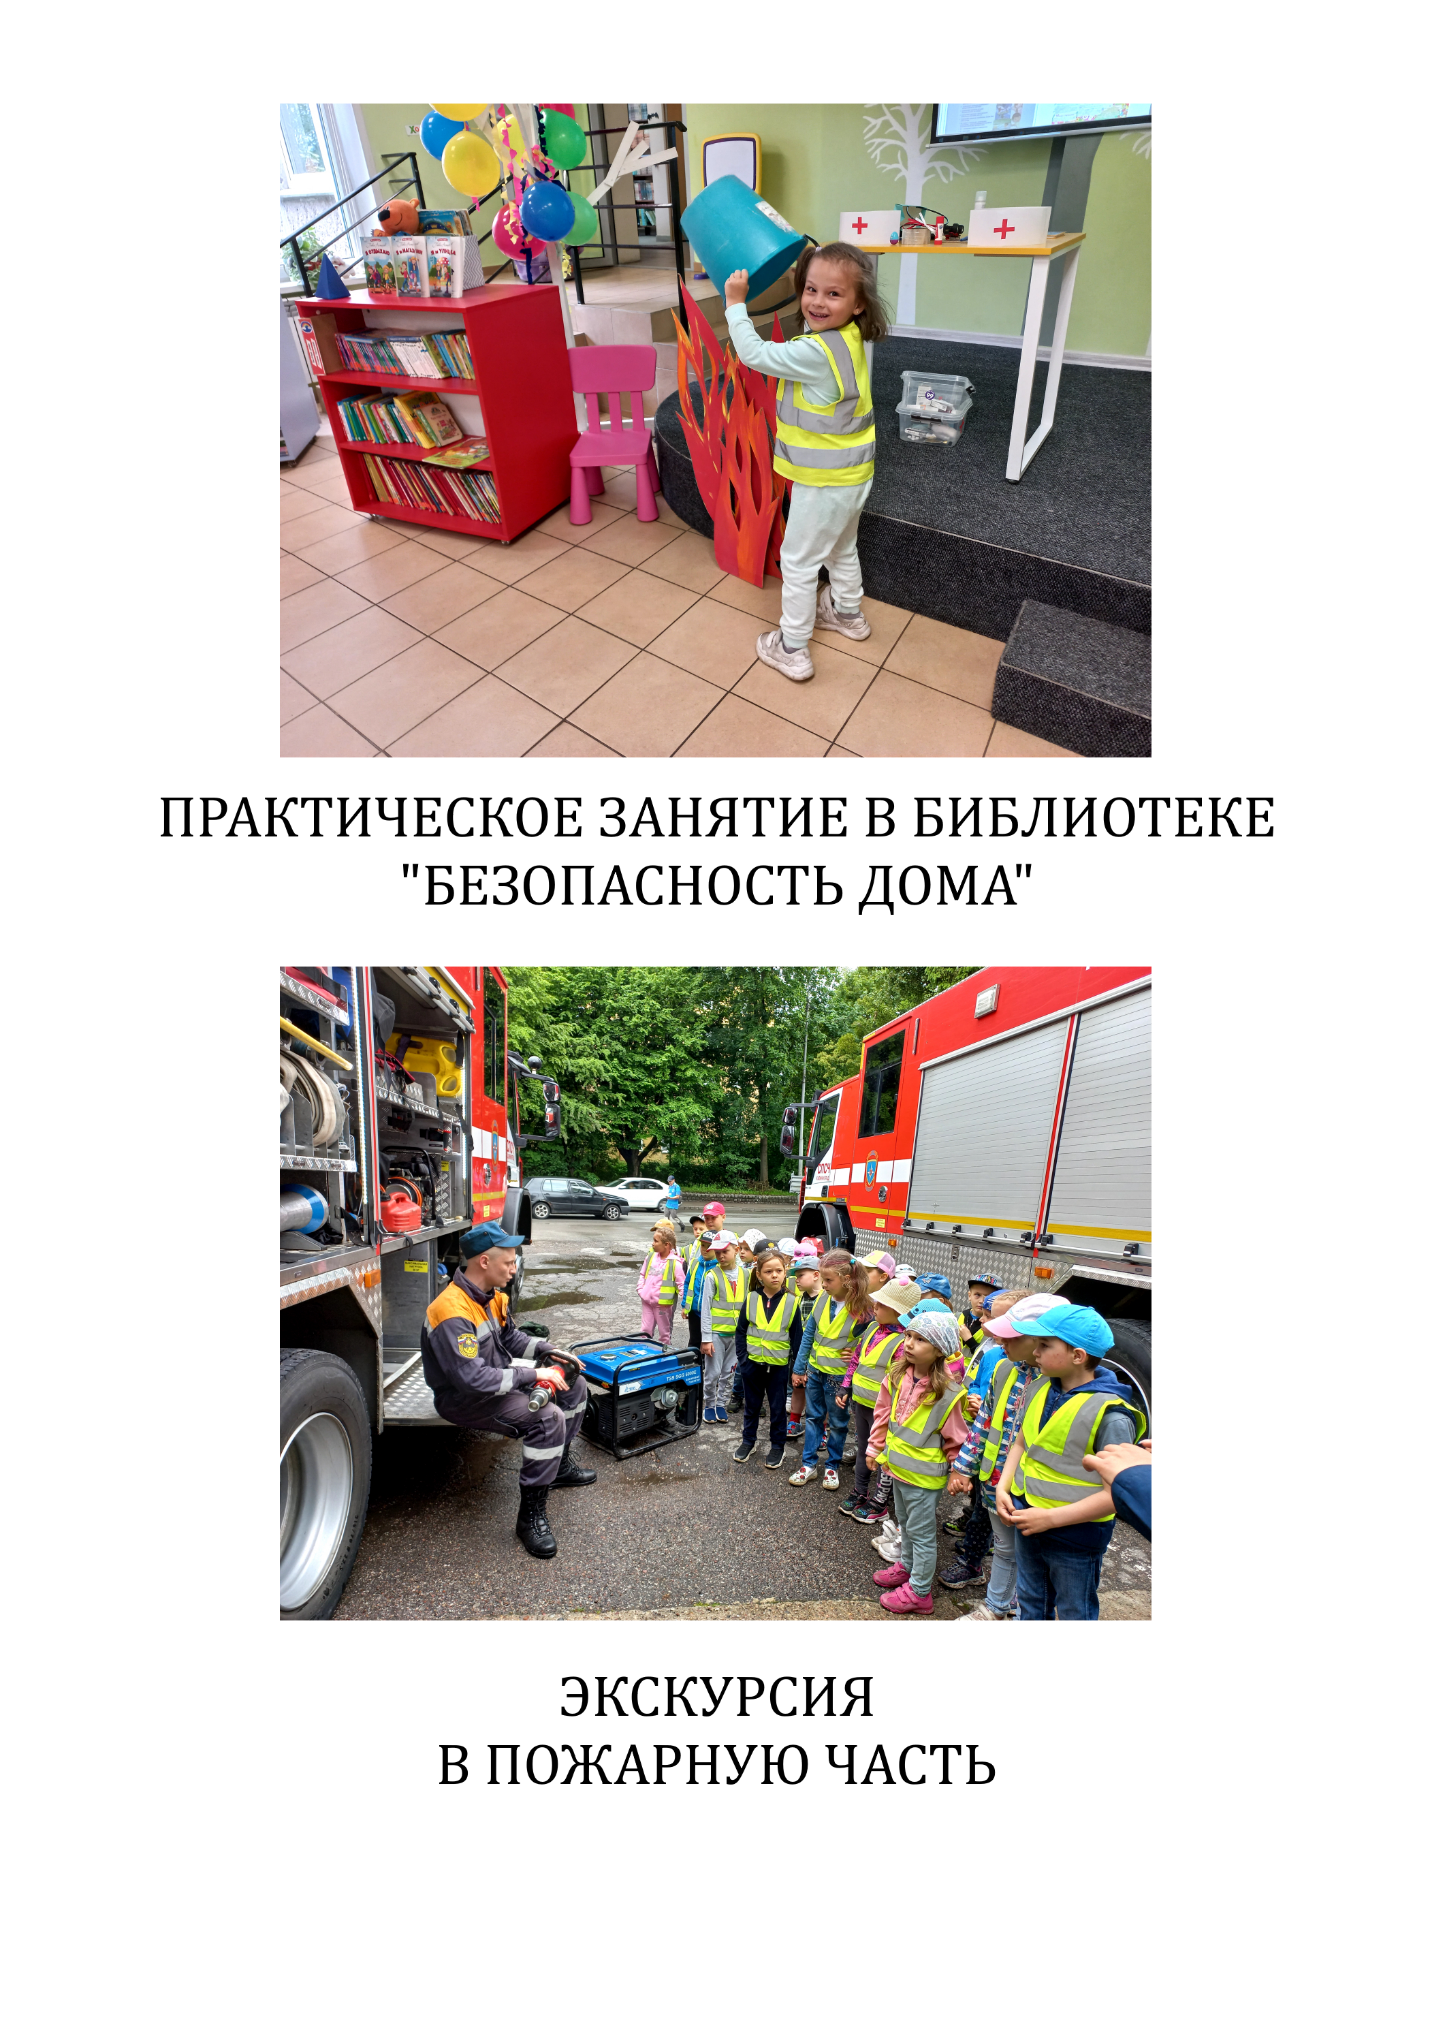 ПРАКТИЧЕСКОЕ ЗАНЯТИЕ В БИБЛИОТЕКЕ
"БЕЗОПАСНОСТЬ ДОМА"
ЭКСКУРСИЯ
В ПОЖАРНУЮ ЧАСТЬ